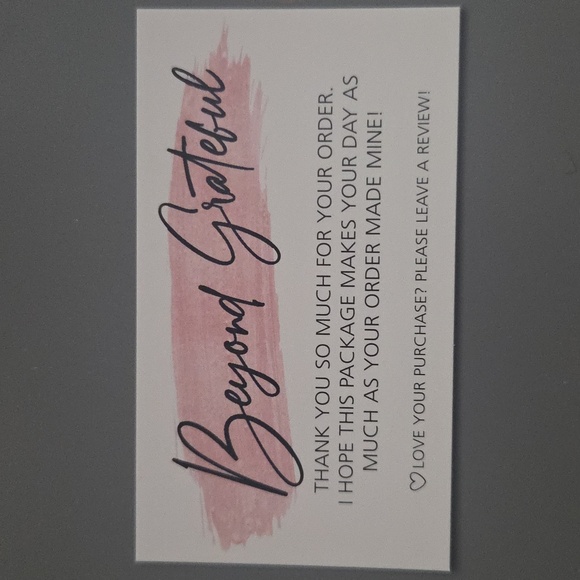 Beyond Grateful
THANK YOU SO MUCH FOR YOUR ORDER.
I HOPE THIS PACKAGE MAKES YOUR DAY AS
MUCH AS YOUR ORDER MADE MINE!
♡LOVE YOUR PURCHASE? PLEASE LEAVE A REVIEW!